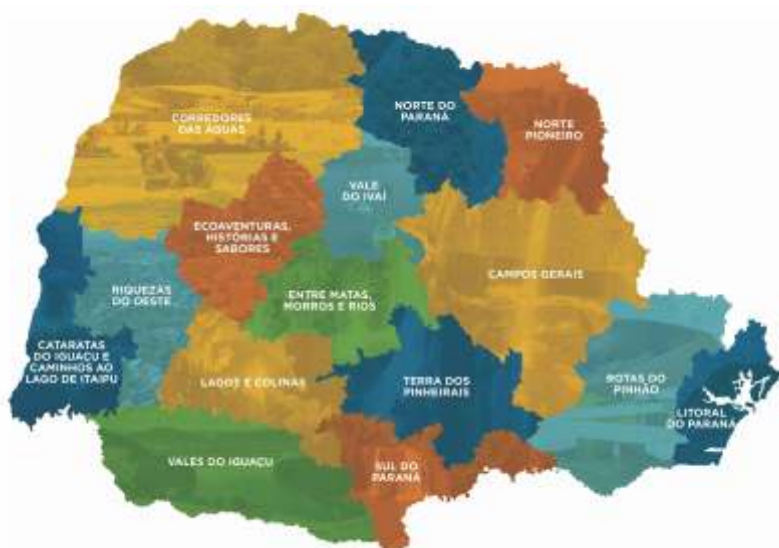 CORREDORES
DAS ÁGUAS
NORTE DO
PARANÁ
NORTE
PIONEIRO
VALE
DO IVAÍ
ECOAVENTURAS,
HISTÓRIAS E
SABORES
CAMPOS GERAIS
RIQUEZAS
DO OESTE
ENTRE MATAS,
MORROS E RIOS
CATARATAS
DO IGUAÇU E
CAMINHOS AO
LAGO DE ITAIPU
LAGOS E COLINAS
TERRA DOS
PINHEIRAIS
ROTAS DO
PINHÃO
LITORAL
DO PARANÁ
VALES DO IGUAÇU
SUL DO
PARANÁ